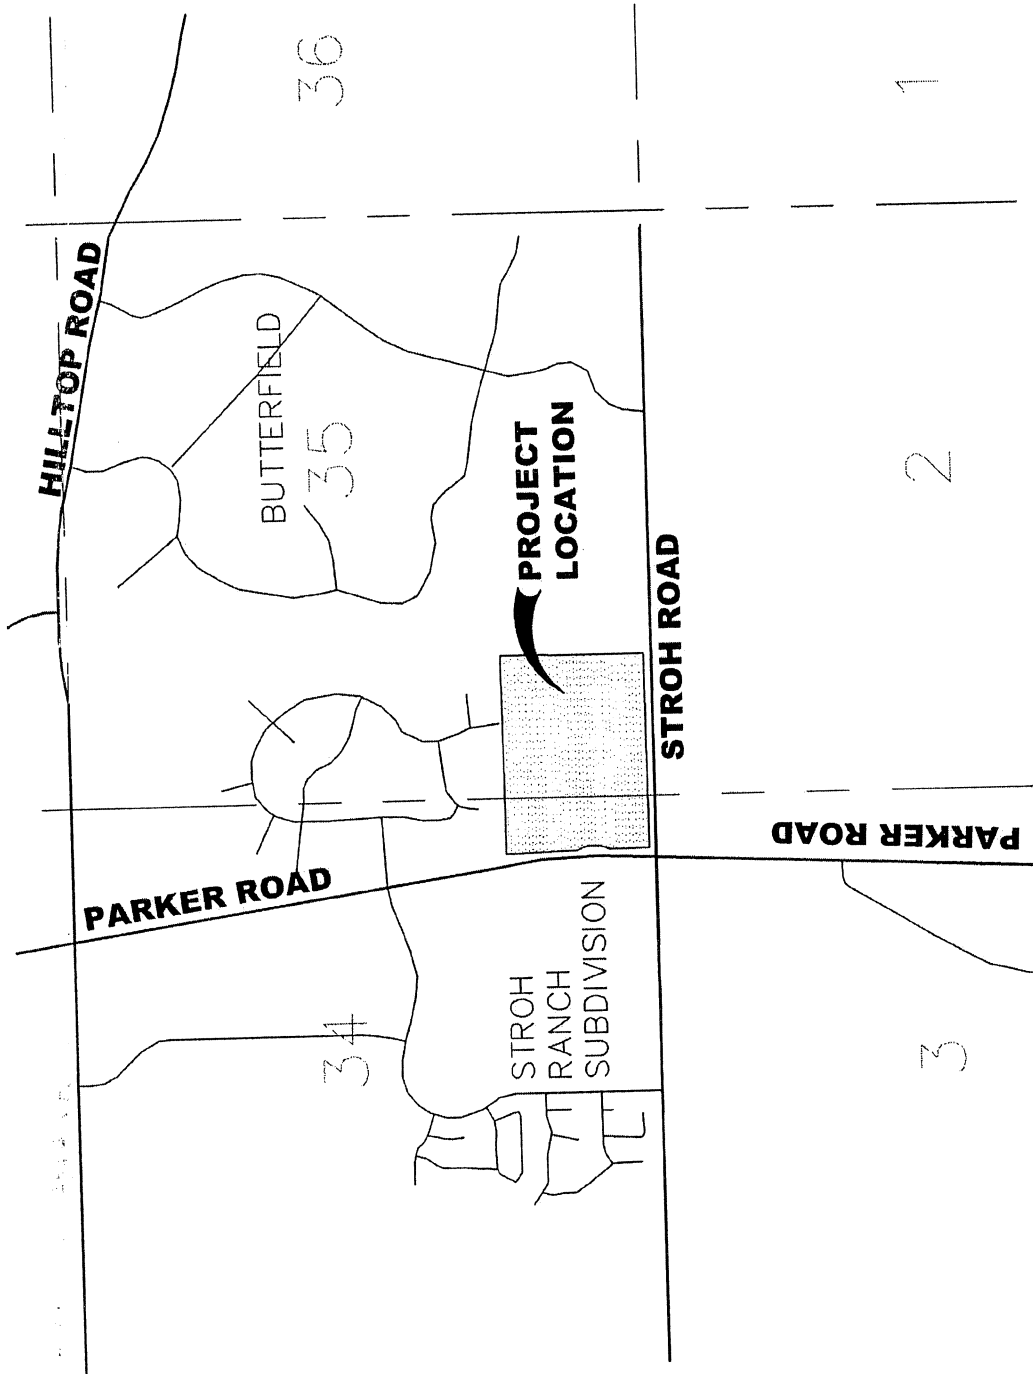 36
1
HILLTOP ROAD
BUTTERFIELD
35
PROJECT
LOCATION
2
STROH ROAD
PARKER ROAD
PARKER ROAD
34
STROH
RANCH
SUBDIVISION
3